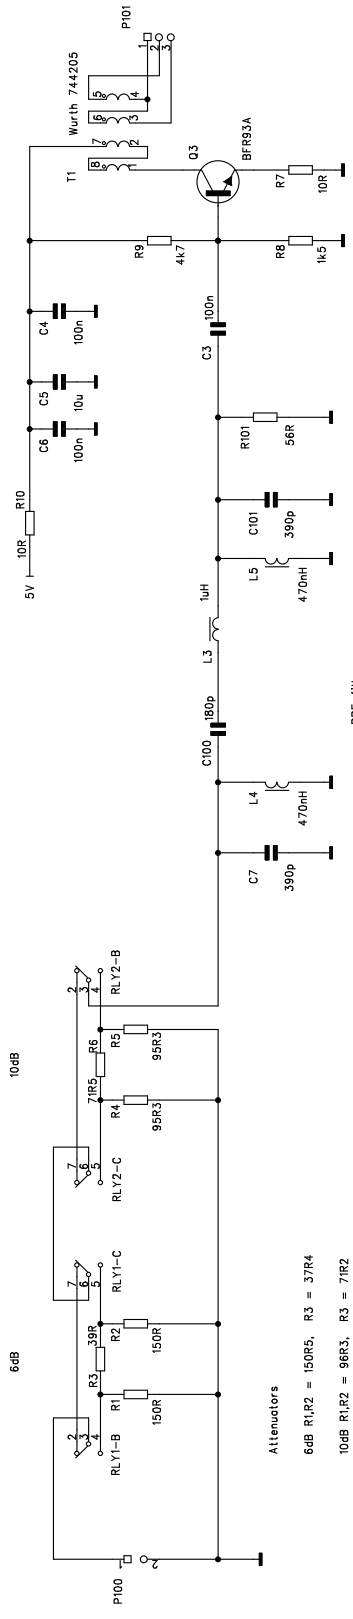 6dB
10dB
P100
1
2
RLY1-B
2
3
4
R1
150R
R3
39R
R2
150R
RLY1-C
7
6
5
RLY2-C
7
6
5
R4
95R3
71R5
R6
R5
95R3
RLY2-B
2
3
4
Attenuators
6dB R1,R2 = 150R5, R3 = 37R4
10dB R1,R2 = 96R3, R3 = 71R2
C7
390p
L4
470nH
C100
180p
L3
1uH
L5
470nH
C101
390p
R101
56R
C3
100n
5V
10R
R10
C6
100n
C5
10u
C4
100n
R9
4k7
R8
1k5
Q3
BFR93A
R7
10R
T1
Wurth 744205
8
1
7
2
6
3
5
4
P101
1
2
3